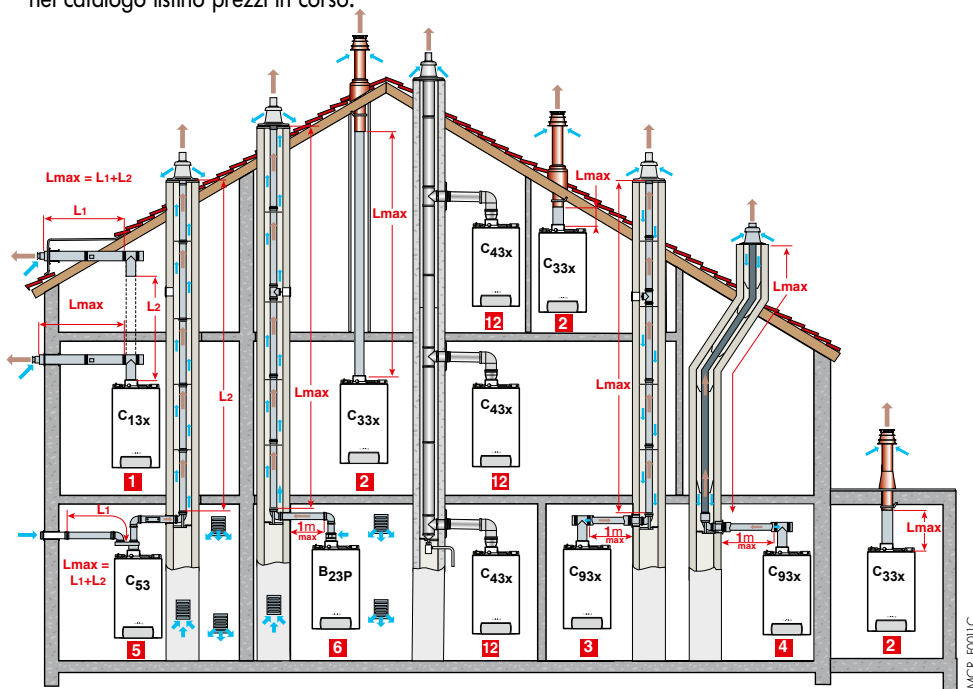 nel catalogo listino prezzi in corso.
Lmax = L1+L2
L1
Lmax
L2
C13x
1
L2
Lmax
Lmax
C33x
2
C43x
12
Lmax
C33x
2
C43x
12
Lmax
Lmax
L1
Lmax =
L1+L2
C53
5
1m
max
B23P
6
C43x
12
1m
max
C93x
3
1m
max
C93x
4
Lmax
C33x
2